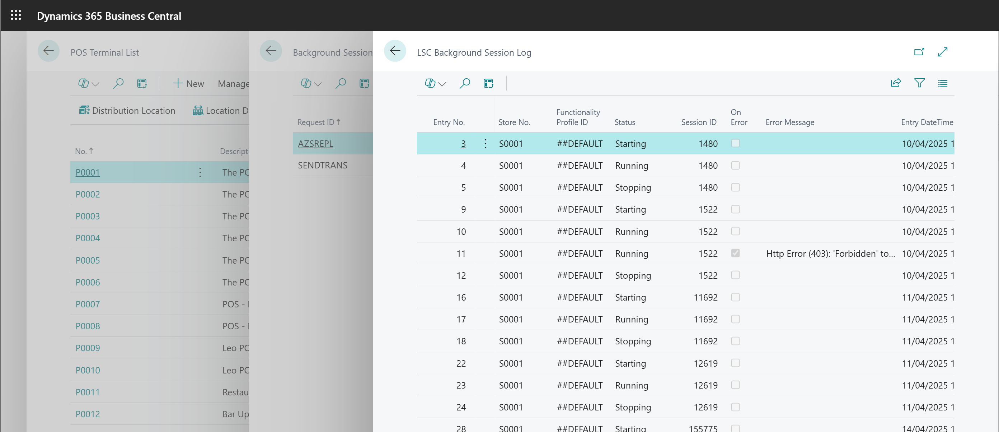 Dynamics 365 Business Central
POS Terminal List
New Manage
Distribution Location Location D
No. Descripti
P0001 The PO
P0002 The PO
P0003 The PO
P0004 The PO
P0005 The PO
P0006 The PO
P0007 POS -
P0008 POS -
P0009 Leo PO
P0010 Leo PO
P0011 Restau
P0012 Bar Up
Background Session
Request ID
AZSREPL
SENDTRANS
LSC Background Session Log
Entry No. Store No. Functionality Profile ID Status Session ID On Error Error Message Entry DateTime
3 S0001 ##DEFAULT Starting 1480 10/04/2025 1
4 S0001 ##DEFAULT Running 1480 10/04/2025 1
5 S0001 ##DEFAULT Stopping 1480 10/04/2025 1
9 S0001 ##DEFAULT Starting 1522 10/04/2025 1
10 S0001 ##DEFAULT Running 1522 10/04/2025 1
11 S0001 ##DEFAULT Running 1522 Http Error (403): 'Forbidden' to... 10/04/2025 1
12 S0001 ##DEFAULT Stopping 1522 10/04/2025 1
16 S0001 ##DEFAULT Starting 11692 11/04/2025 1
17 S0001 ##DEFAULT Running 11692 11/04/2025 1
18 S0001 ##DEFAULT Stopping 11692 11/04/2025 1
22 S0001 ##DEFAULT Starting 12619 11/04/2025 1
23 S0001 ##DEFAULT Running 12619 11/04/2025 1
24 S0001 ##DEFAULT Stopping 12619 11/04/2025 1
28 S0001 ##DEFAULT Starting 155775 14/04/2025 1